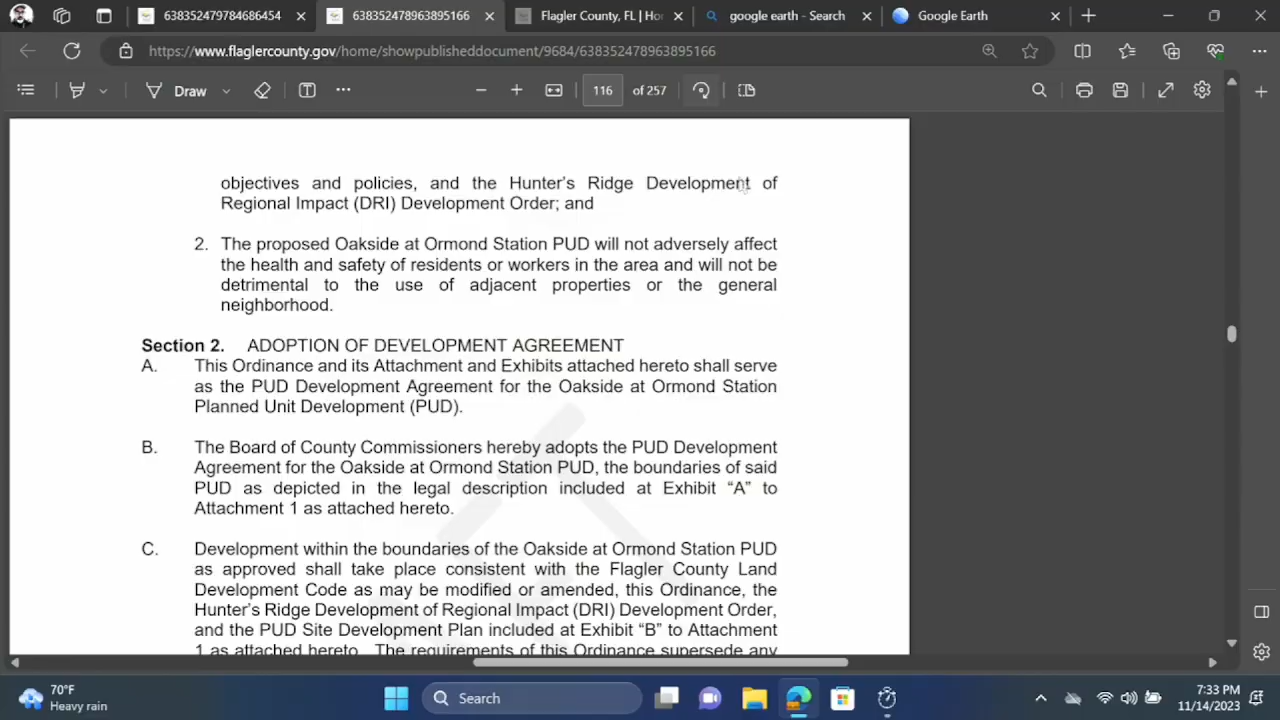 638352479784686454
638352478963895166
Flagler County, FL | Ho
google earth - Search
Google Earth
https://www.flaglercounty.gov/home/showpublisheddocument/9684/638352478963895166
Draw
116 of 257
objectives and policies, and the Hunter's Ridge Development of
Regional Impact (DRI) Development Order; and
2. The proposed Oakside at Ormond Station PUD will not adversely affect
the health and safety of residents or workers in the area and will not be
detrimental to the use of adjacent properties or the general
neighborhood.
Section 2. ADOPTION OF DEVELOPMENT AGREEMENT
A. This Ordinance and its Attachment and Exhibits attached hereto shall serve
as the PUD Development Agreement for the Oakside at Ormond Station
Planned Unit Development (PUD).
B. The Board of County Commissioners hereby adopts the PUD Development
Agreement for the Oakside at Ormond Station PUD, the boundaries of said
PUD as depicted in the legal description included at Exhibit “A” to
Attachment 1 as attached hereto.
C. Development within the boundaries of the Oakside at Ormond Station PUD
as approved shall take place consistent with the Flagler County Land
Development Code as may be modified or amended, this Ordinance, the
Hunter's Ridge Development of Regional Impact (DRI) Development Order,
and the PUD Site Development Plan included at Exhibit “B” to Attachment
1 as attached hereto. The requirements of this Ordinance supersede any
70°F
Heavy rain
Search
7:33 PM
11/14/2023